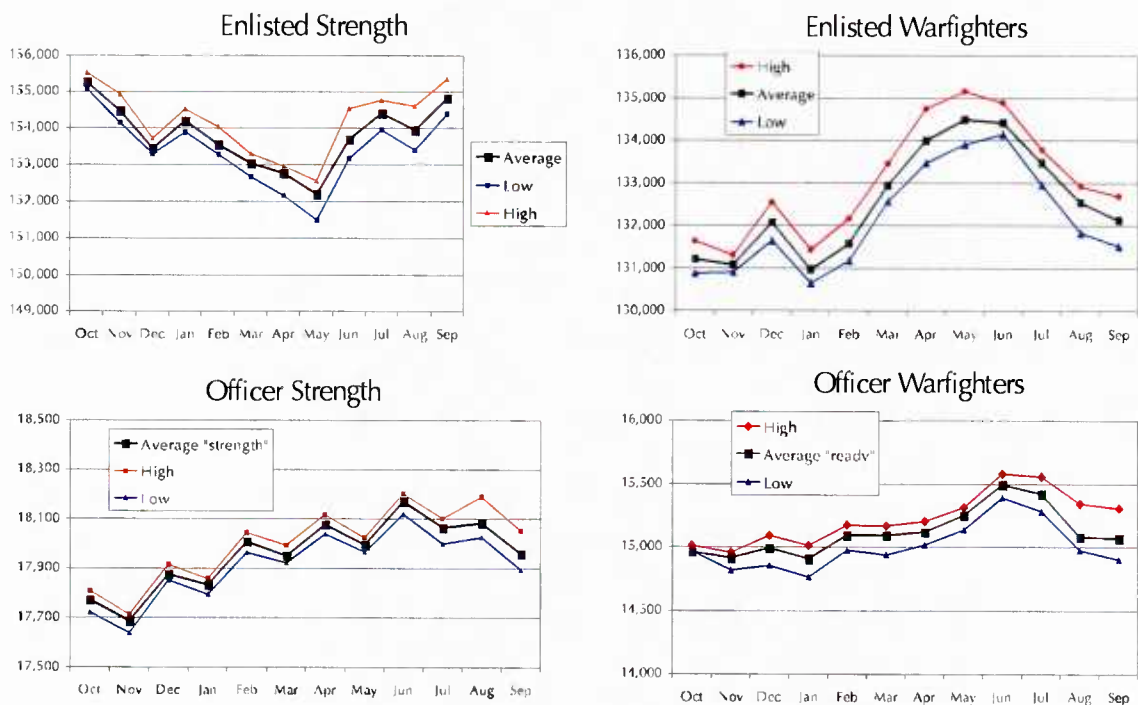 Enlisted Strength
156,000
155,000
154,000
153,000
152,000
151,000
150,000
149,000
Oct Nov Dec Jan Feb Mar Apr May Jun Jul Aug Sep
Average
Low
High
Enlisted Warfighters
136,000
135,000
134,000
133,000
132,000
131,000
130,000
Oct Nov Dec Jan Feb Mar Apr May Jun Jul Aug Sep
High
Average
Low
Officer Strength
18,500
18,300
18,100
17,900
17,700
17,500
Oct Nov Dec Jan Feb Mar Apr May Jun Jul Aug Sep
Average "strength"
High
Low
Officer Warfighters
16,000
15,500
15,000
14,500
14,000
Oct Nov Dec Jan Feb Mar Apr May Jun Jul Aug Sep
High
Average "ready"
Low